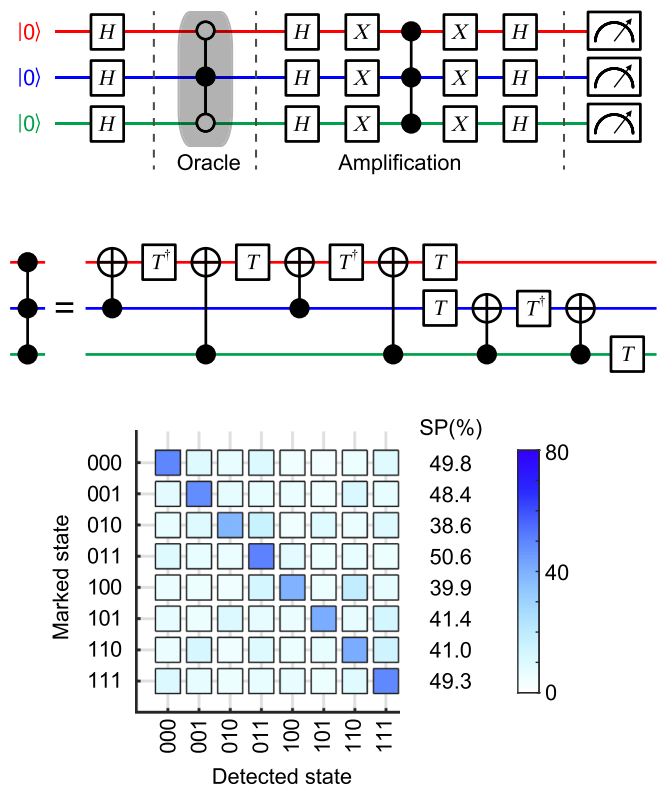 |0⟩ H H X X H
|0⟩ H H X X H
|0⟩ H H X X H
Oracle Amplification
T† T T† T
= T T†
T
SP(%)
000 49.8
001 48.4
010 38.6
011 50.6
100 39.9
101 41.4
110 41.0
111 49.3
Marked state
000 001 010 011 100 101 110 111
Detected state
80
40
0